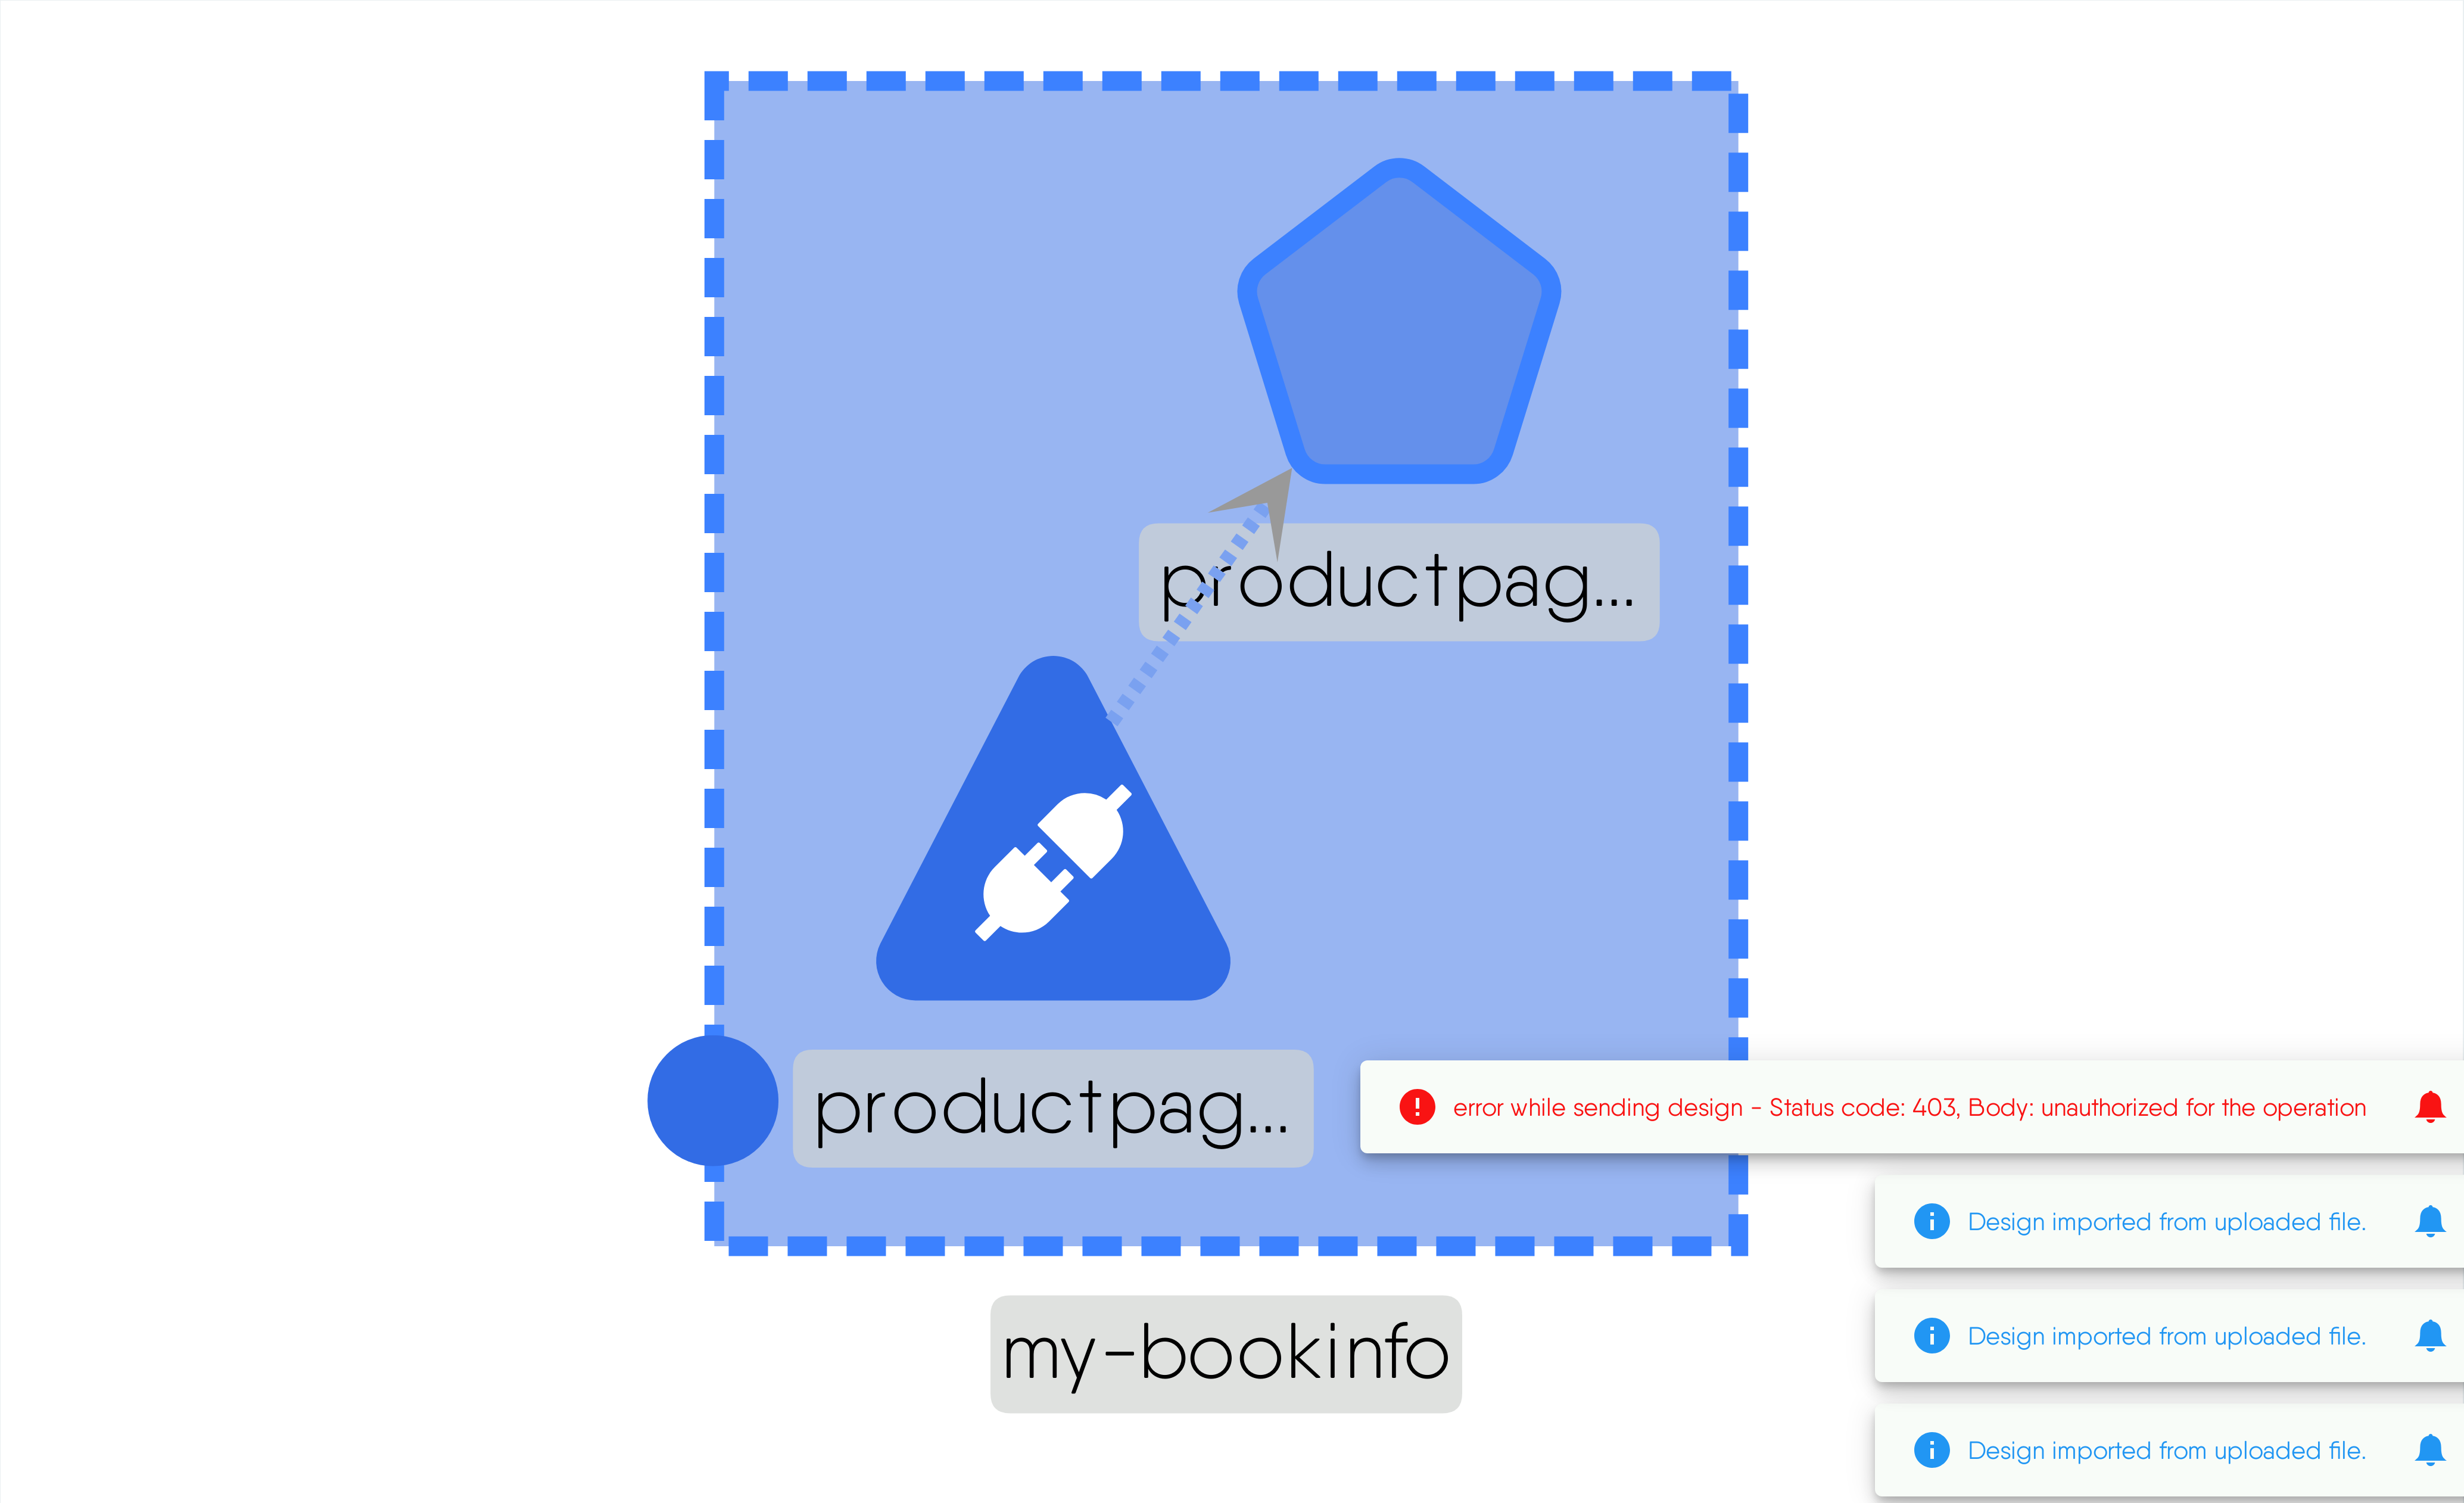 productpag...
productpag...
error while sending design - Status code: 403, Body: unauthorized for the operation
Design imported from uploaded file.
my-bookinfo
Design imported from uploaded file.
Design imported from uploaded file.